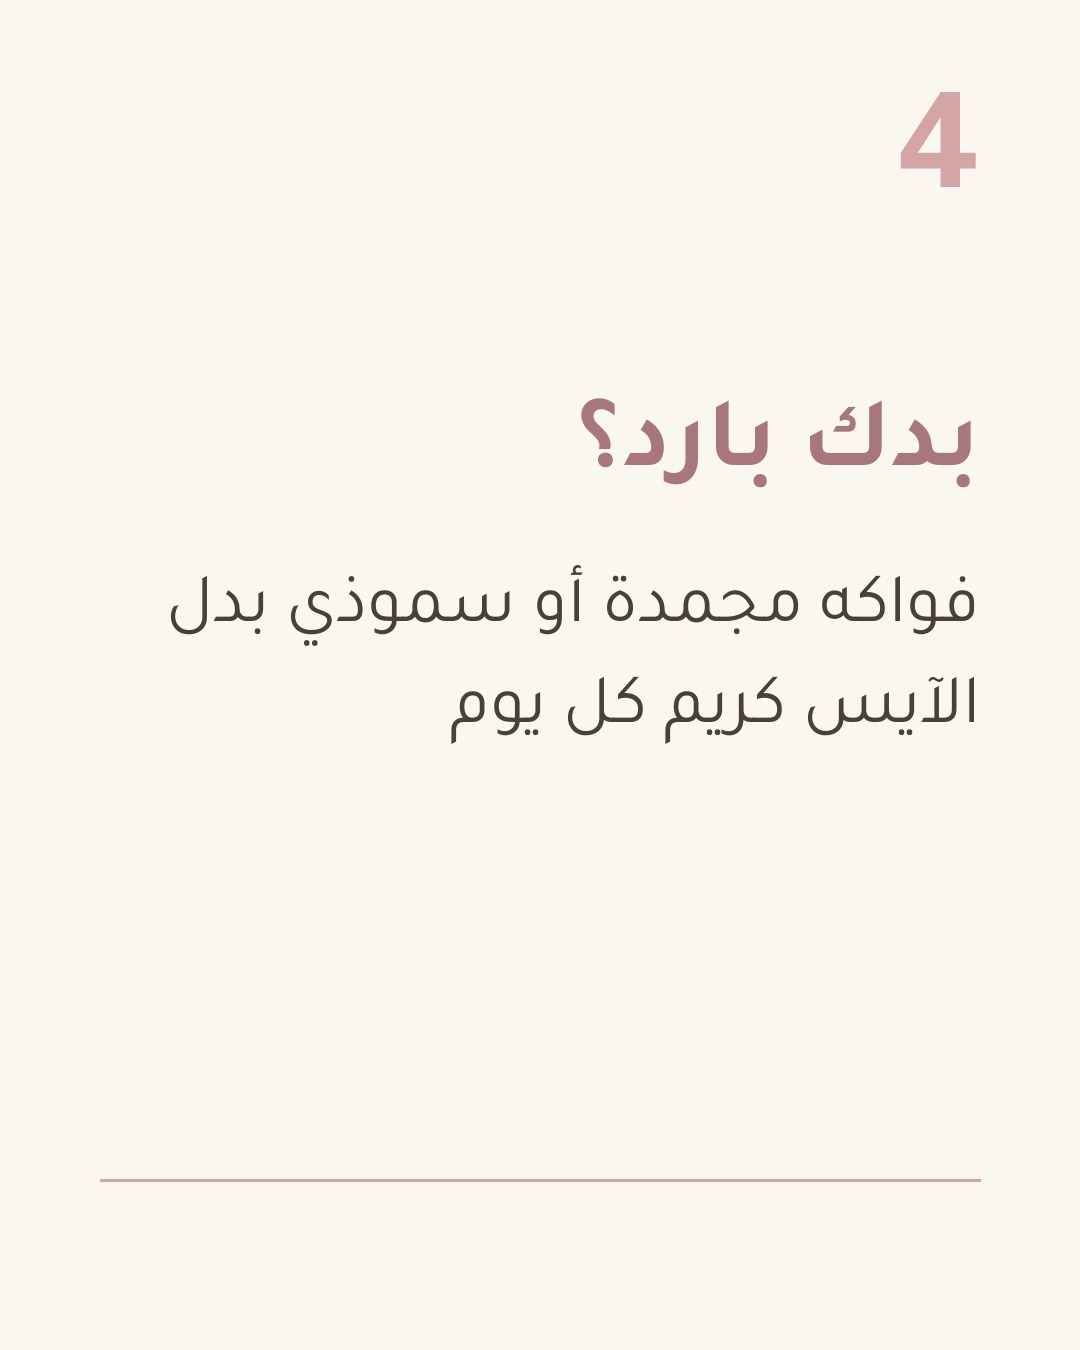 4
بدك بارد؟
فواكه مجمدة أو سموذي بدل
الآيس كريم كل يوم